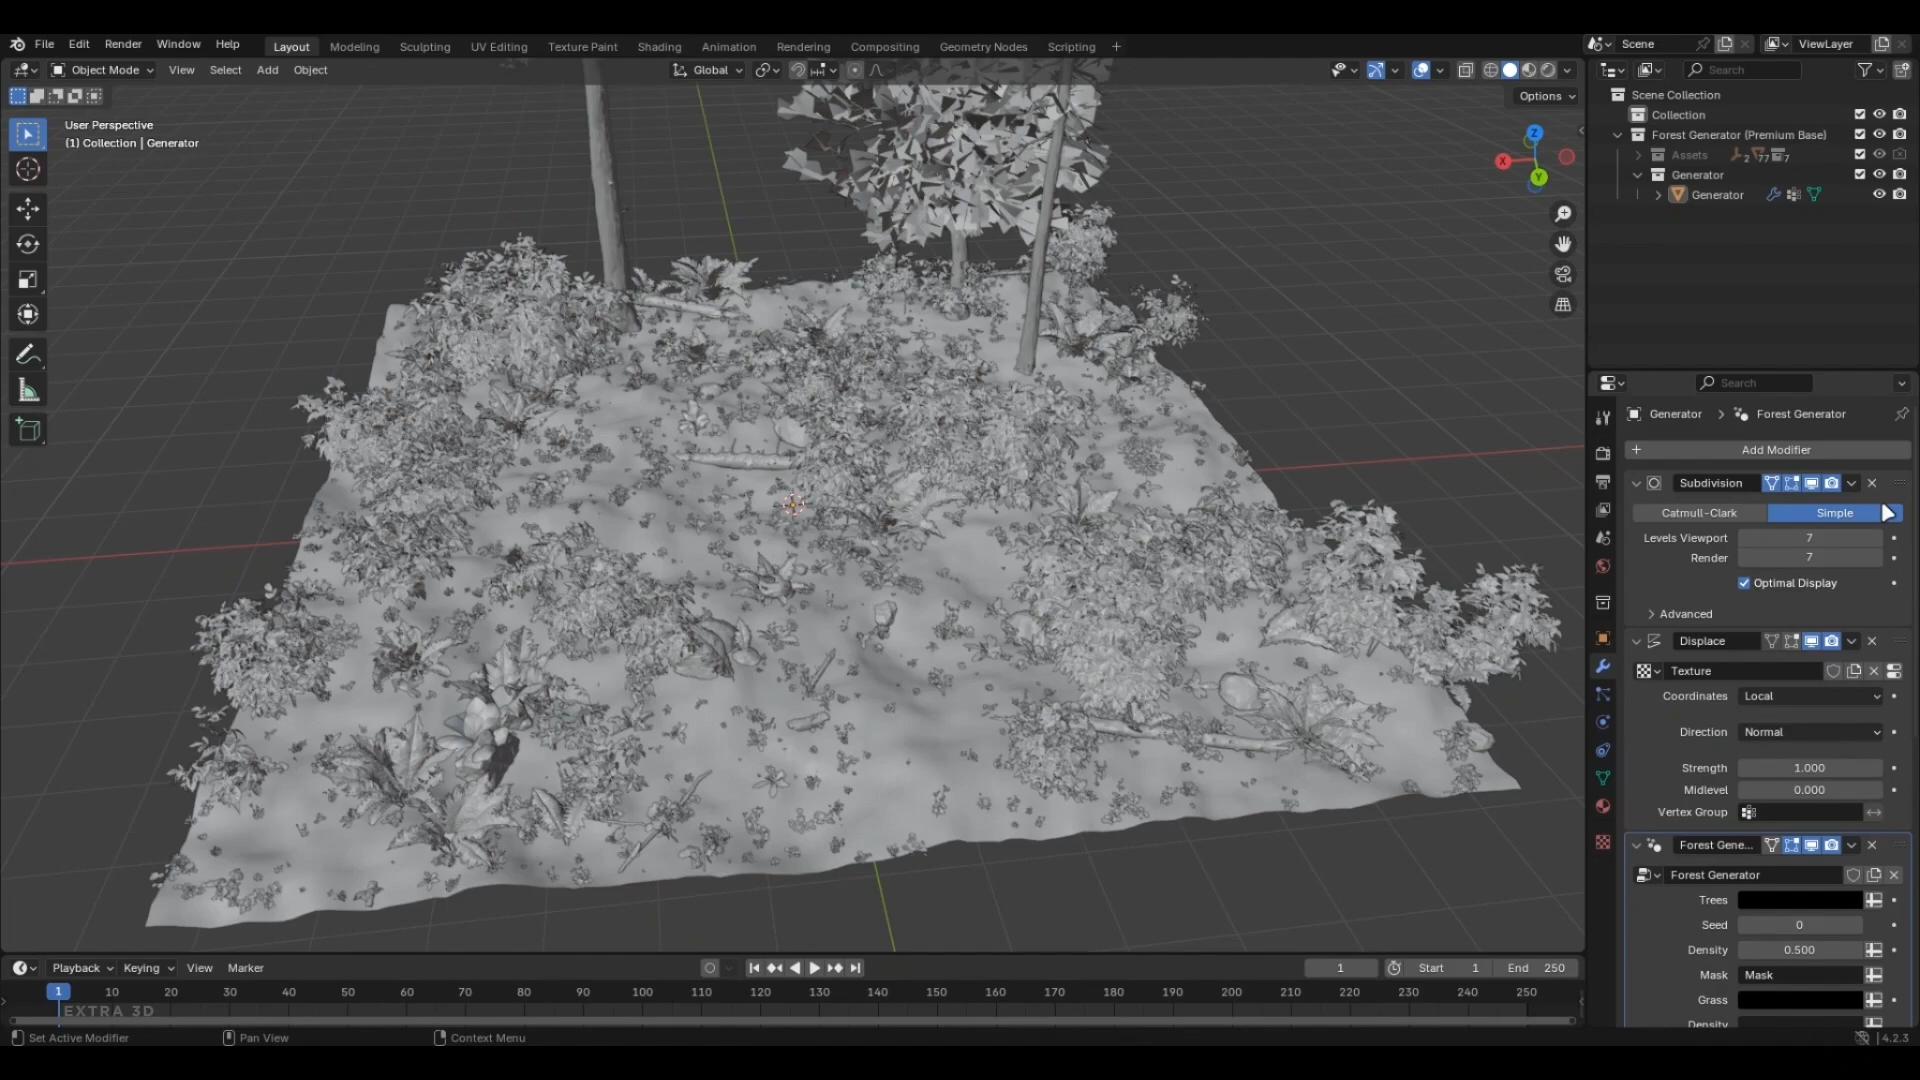 File Edit Render Window Help Layout Modeling Sculpting UV Editing Texture Paint Shading Animation Rendering Compositing Geometry Nodes Scripting + Scene ViewLayer
Object Mode View Select Add Object Global Search
Options
User Perspective
(1) Collection | Generator
Z
X
Y
Scene Collection
Collection
Forest Generator (Premium Base)
Assets 2 77 7
Generator
Generator
Search
Generator > Forest Generator
+ Add Modifier
Subdivision
Catmull-Clark Simple
Levels Viewport 7
Render 7
Optimal Display
Advanced
Displace
Texture
Coordinates Local
Direction Normal
Strength 1.000
Midlevel 0.000
Vertex Group
Forest Gene...
Forest Generator
Trees
Seed 0
Density 0.500
Mask Mask
Grass
Density
Playback Keying View Marker 1 Start 1 End 250
1 10 20 30 40 50 60 70 80 90 100 110 120 130 140 150 160 170 180 190 200 210 220 230 240 250
EXTRA 3D
Set Active Modifier Pan View Context Menu 4.2.3